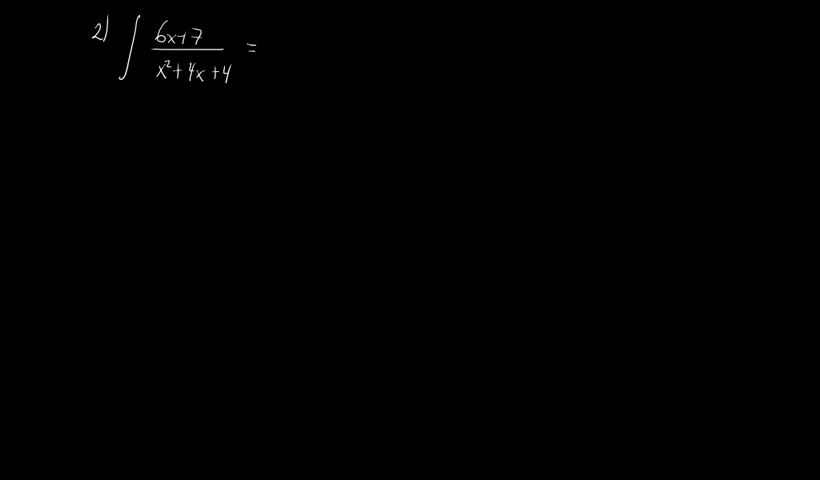 2) ∫ (6x+7)/(x²+4x+4) =